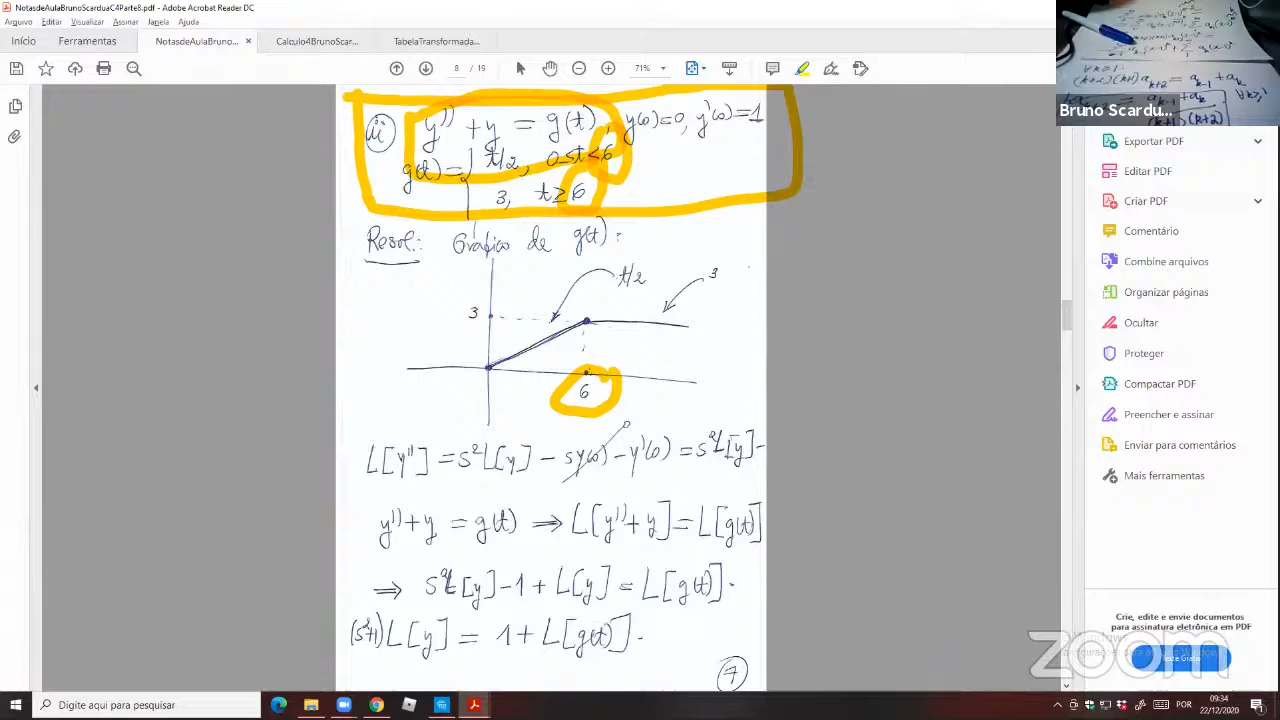 NotasdeAulaBrunoScarduaC4Parte8.pdf - Adobe Acrobat Reader DC
Arquivo Editar Visualizar Assinar Janela Ajuda
Início Ferramentas NotasdeAulaBrunoSc... × Calculo4BrunoScar... TabelaTransformada...
8 / 19 71%
y'' + y = g(t), y(0)=0, y'(0)=1
g(t) = { t/2, 0≤t<6
3, t≥6
Resol.: Gráfico de g(t):
t/2 3
3
6
L[y''] = s²L[y] - sy(0) - y'(0) = s²L[y] -
0
y'' + y = g(t) ⟹ L[y'' + y] = L[g(t)]
⟹ s²L[y] - 1 + L[y] = L[g(t)].
(s²+1)L[y] = 1 + L[g(t)].
7
Bruno Scardu...
Exportar PDF
Editar PDF
Criar PDF
Comentário
Combine arquivos
Organizar páginas
Ocultar
Proteger
Compactar PDF
Preencher e assinar
Enviar para comentários
Mais ferramentas
Crie, edite e envie documentos
para assinatura eletrônica em PDF
Teste Grátis
zoom
Digite aqui para pesquisar
POR
09:34
22/12/2020